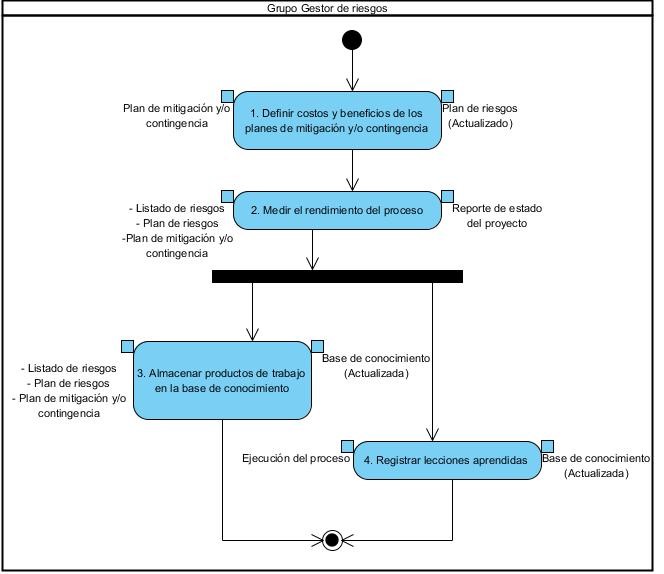 Grupo Gestor de riesgos
Plan de mitigación y/o
contingencia
1. Definir costos y beneficios de los
planes de mitigación y/o contingencia
Plan de riesgos
(Actualizado)
- Listado de riesgos
- Plan de riesgos
-Plan de mitigación y/o
contingencia
2. Medir el rendimiento del proceso
Reporte de estado
del proyecto
- Listado de riesgos
- Plan de riesgos
- Plan de mitigación y/o
contingencia
3. Almacenar productos de trabajo
en la base de conocimiento
Base de conocimiento
(Actualizada)
Ejecución del proceso
4. Registrar lecciones aprendidas
Base de conocimiento
(Actualizada)